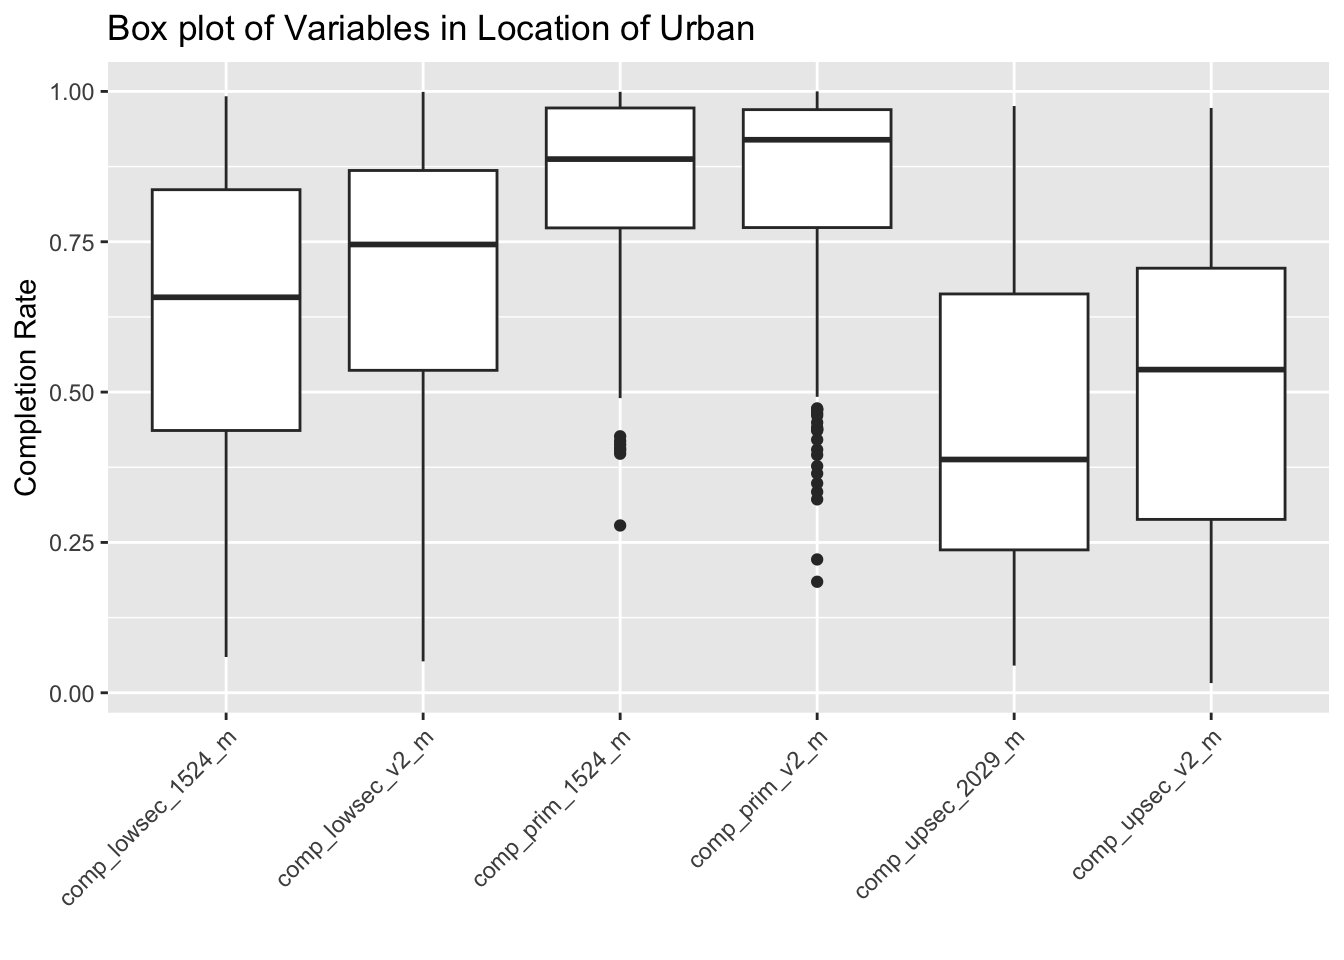 Box plot of Variables in Location of Urban
Completion Rate
1.00
0.75
0.50
0.25
0.00
comp_lowsec_1524_m
comp_lowsec_v2_m
comp_prim_1524_m
comp_prim_v2_m
comp_upsec_2029_m
comp_upsec_v2_m